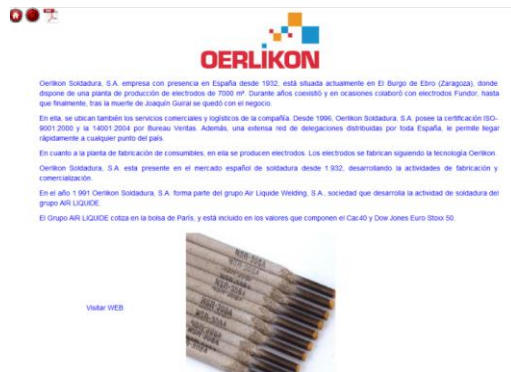 OERLIKON
Oerlikon Soldadura, S.A. empresa con presencia en España desde 1932, está situada actualmente en El Burgo de Ebro (Zaragoza), donde
dispone de una planta de producción de electrodos de 7000 m². Durante años coexistió y en ocasiones colaboró con electrodos Fundor, hasta
que finalmente, tras la muerte de Joaquín Guiral se quedó con el negocio.
En ella, se ubican también los servicios comerciales y logísticos de la compañía. Desde 1996, Oerlikon Soldadura, S.A. posee la certificación ISO-
9001:2000 y la 14001:2004 por Bureau Veritas. Además, una extensa red de delegaciones distribuidas por toda España, le permite llegar
rápidamente a cualquier punto del país.
En cuanto a la planta de fabricación de consumibles, en ella se producen electrodos. Los electrodos se fabrican siguiendo la tecnología Oerlikon.
Oerlikon Soldadura, S.A. esta presente en el mercado español de soldadura desde 1.932, desarrollando la actividades de fabricación y
comercialización.
En el año 1.991 Oerlikon Soldadura, S.A. forma parte del grupo Air Liquide Welding, S.A., sociedad que desarrolla la actividad de soldadura del
grupo AIR LIQUIDE.
El Grupo AIR LIQUIDE cotiza en la bolsa de París, y está incluido en los valores que componen el Cac40 y Dow Jones Euro Stoxx 50.
NSR-308A
Visitar WEB